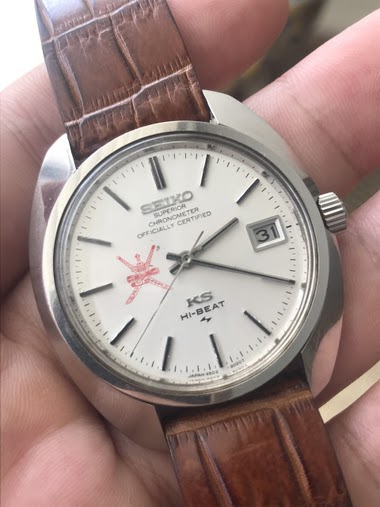 SEIKO
SUPERIOR
CHRONOMETER
OFFICIALLY CERTIFIED
31
KS
HI-BEAT